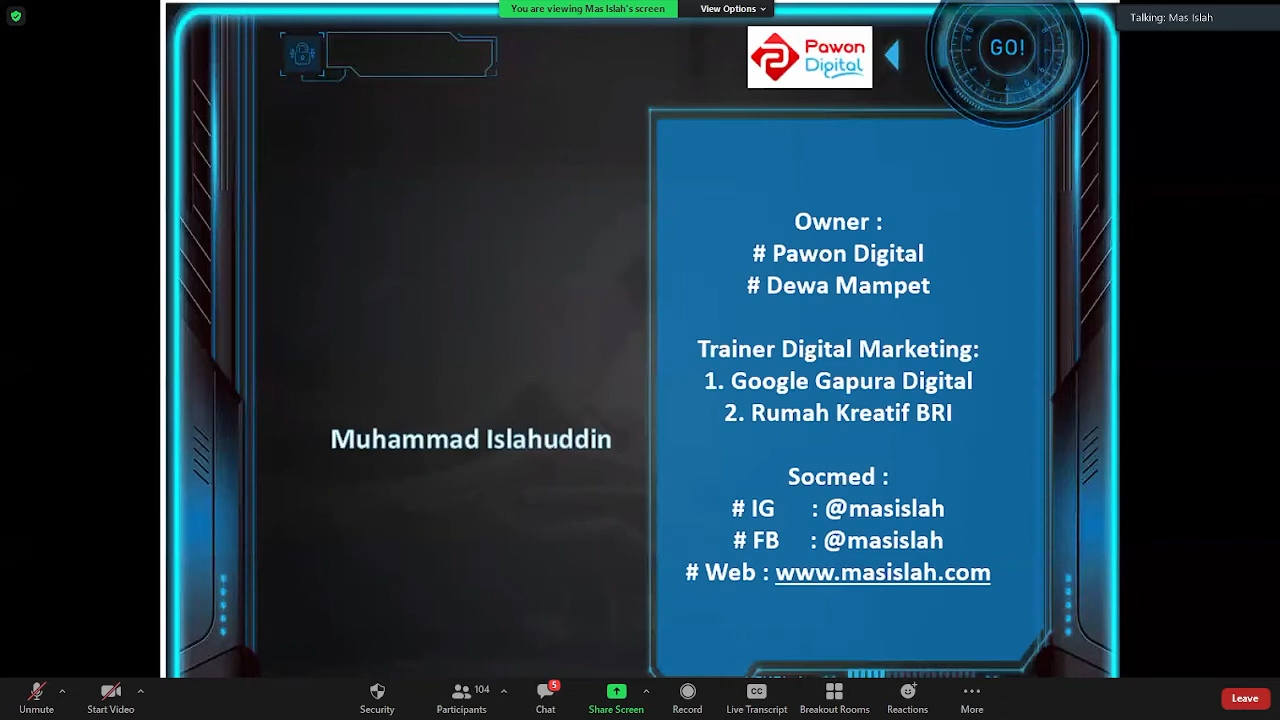 You are viewing Mas Islah's screen
View Options
Talking: Mas Islah
Pawon
Digital
GO!
Owner :
# Pawon Digital
# Dewa Mampet
Trainer Digital Marketing:
1. Google Gapura Digital
2. Rumah Kreatif BRI
Muhammad Islahuddin
Socmed :
# IG : @masislah
# FB : @masislah
# Web : www.masislah.com
Unmute
Start Video
Security
Participants 104
Chat 5
Share Screen
Record
CC Live Transcript
Breakout Rooms
Reactions
More
Leave